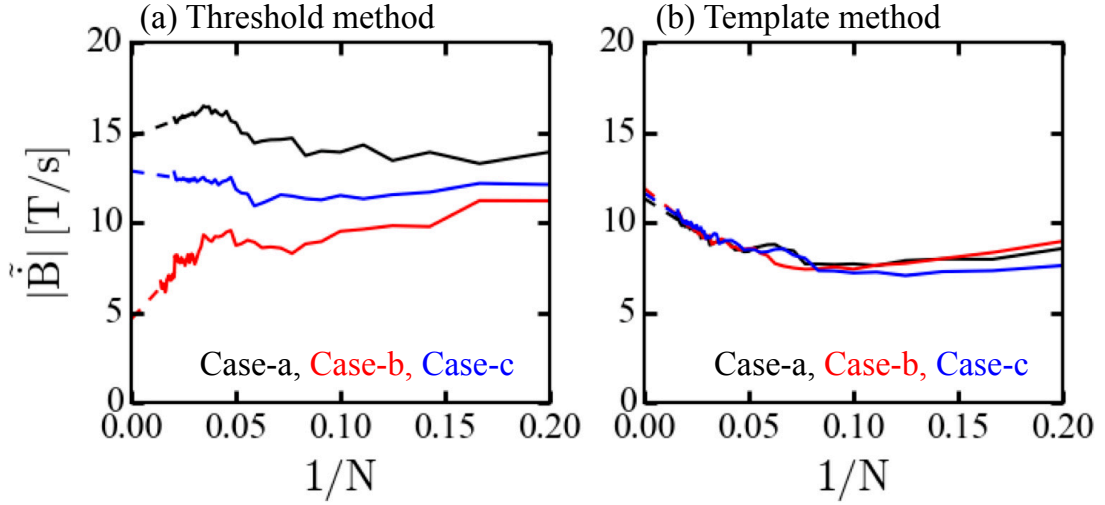 (a) Threshold method
(b) Template method
|B̃̇| [T/s]
20
15
10
5
0
Case-a, Case-b, Case-c
0.00 0.05 0.10 0.15 0.20
1/N
20
15
10
5
0
Case-a, Case-b, Case-c
0.00 0.05 0.10 0.15 0.20
1/N